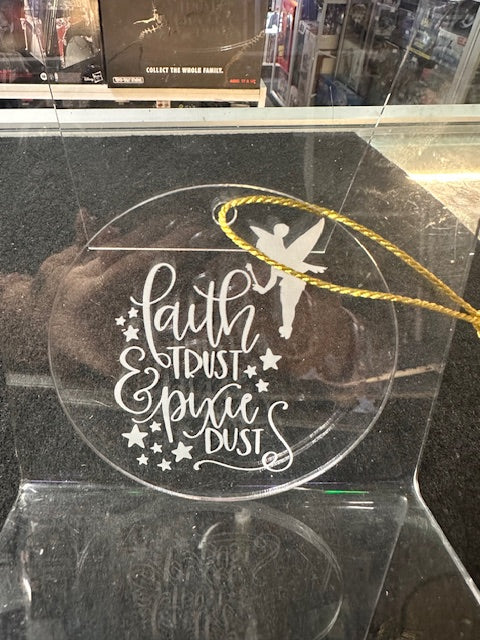 COLLECT THE WHOLE FAMILY.
faith
TRUST
& pixie
DUST